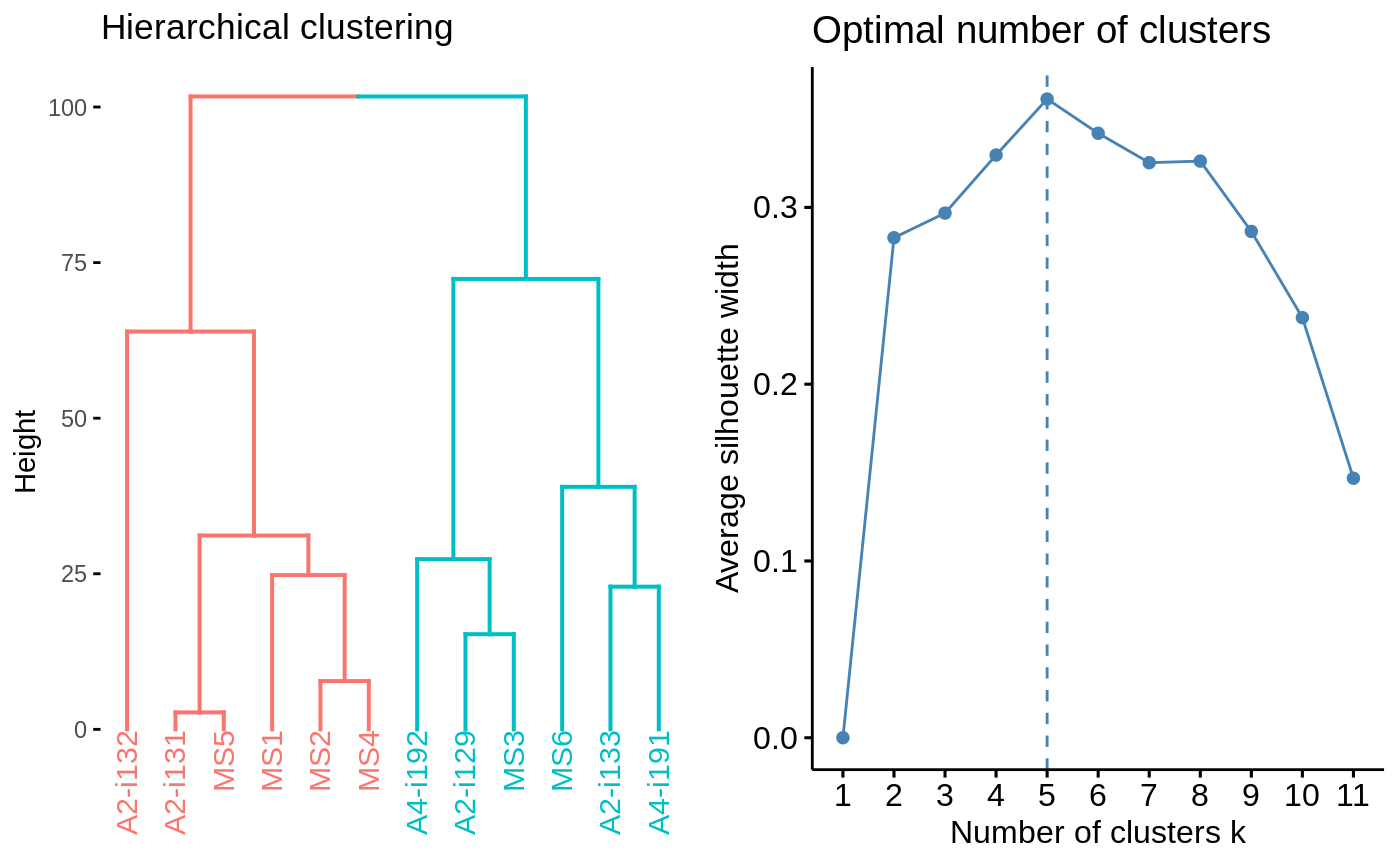 Hierarchical clustering
100
75
50
25
0
Height
A2-i132
A2-i131
MS5
MS1
MS2
MS4
A4-i192
A2-i129
MS3
MS6
A2-i133
A4-i191
Optimal number of clusters
0.3
0.2
0.1
0.0
Average silhouette width
1 2 3 4 5 6 7 8 9 10 11
Number of clusters k